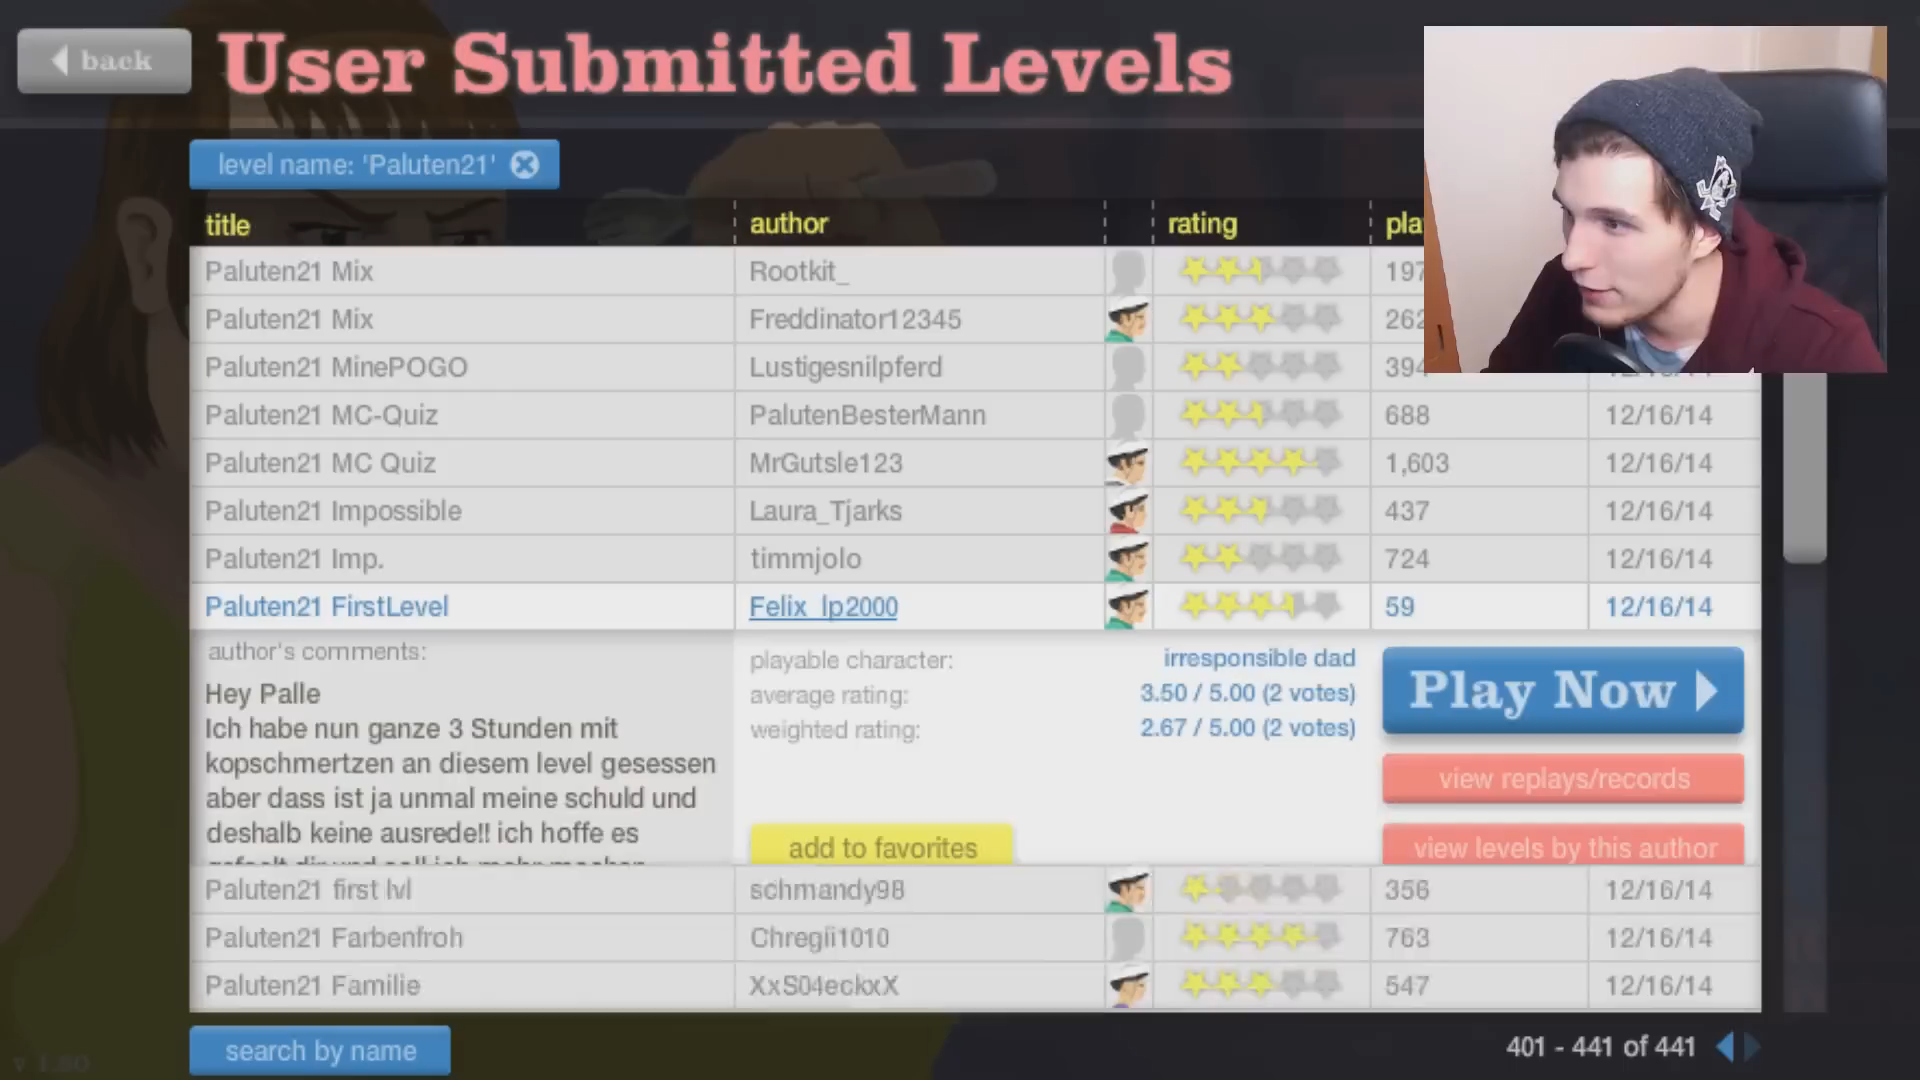 back
User Submitted Levels
level name: 'Paluten21'
title author rating
Paluten21 Mix Rootkit_ 197
Paluten21 Mix Freddinator12345 262
Paluten21 MinePOGO Lustigesnilpferd 394
Paluten21 MC-Quiz PalutenBesterMann 688 12/16/14
Paluten21 MC Quiz MrGutsle123 1,603 12/16/14
Paluten21 Impossible Laura_Tjarks 437 12/16/14
Paluten21 Imp. timmjolo 724 12/16/14
Paluten21 FirstLevel Felix_lp2000 59 12/16/14
author's comments:
Hey Palle
Ich habe nun ganze 3 Stunden mit
kopschmertzen an diesem level gesessen
aber dass ist ja unmal meine schuld und
deshalb keine ausrede!! ich hoffe es
playable character: irresponsible dad
average rating: 3.50 / 5.00 (2 votes)
weighted rating: 2.67 / 5.00 (2 votes)
add to favorites
Play Now
view replays/records
view levels by this author
Paluten21 first lvl schmandy98 356 12/16/14
Paluten21 Farbenfroh Chregii1010 763 12/16/14
Paluten21 Familie XxS04eckxX 547 12/16/14
search by name
401 - 441 of 441
v 1.80